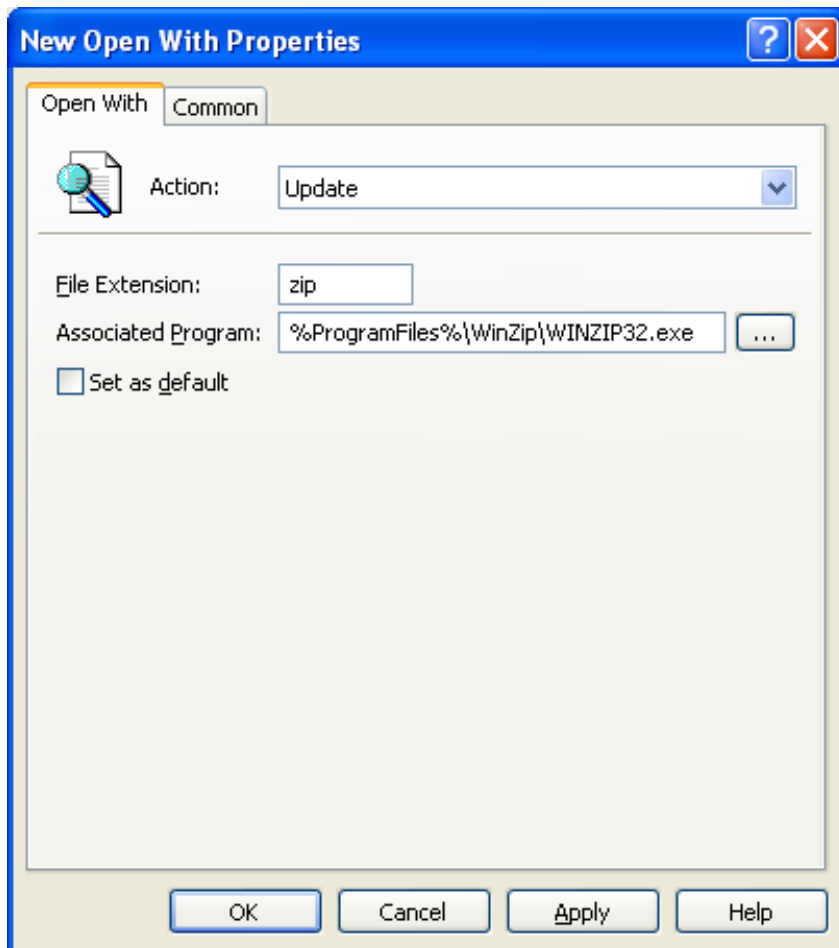 New Open With Properties
Open With Common
Action: Update
File Extension: zip
Associated Program: %ProgramFiles%\WinZip\WINZIP32.exe ...
Set as default
OK Cancel Apply Help